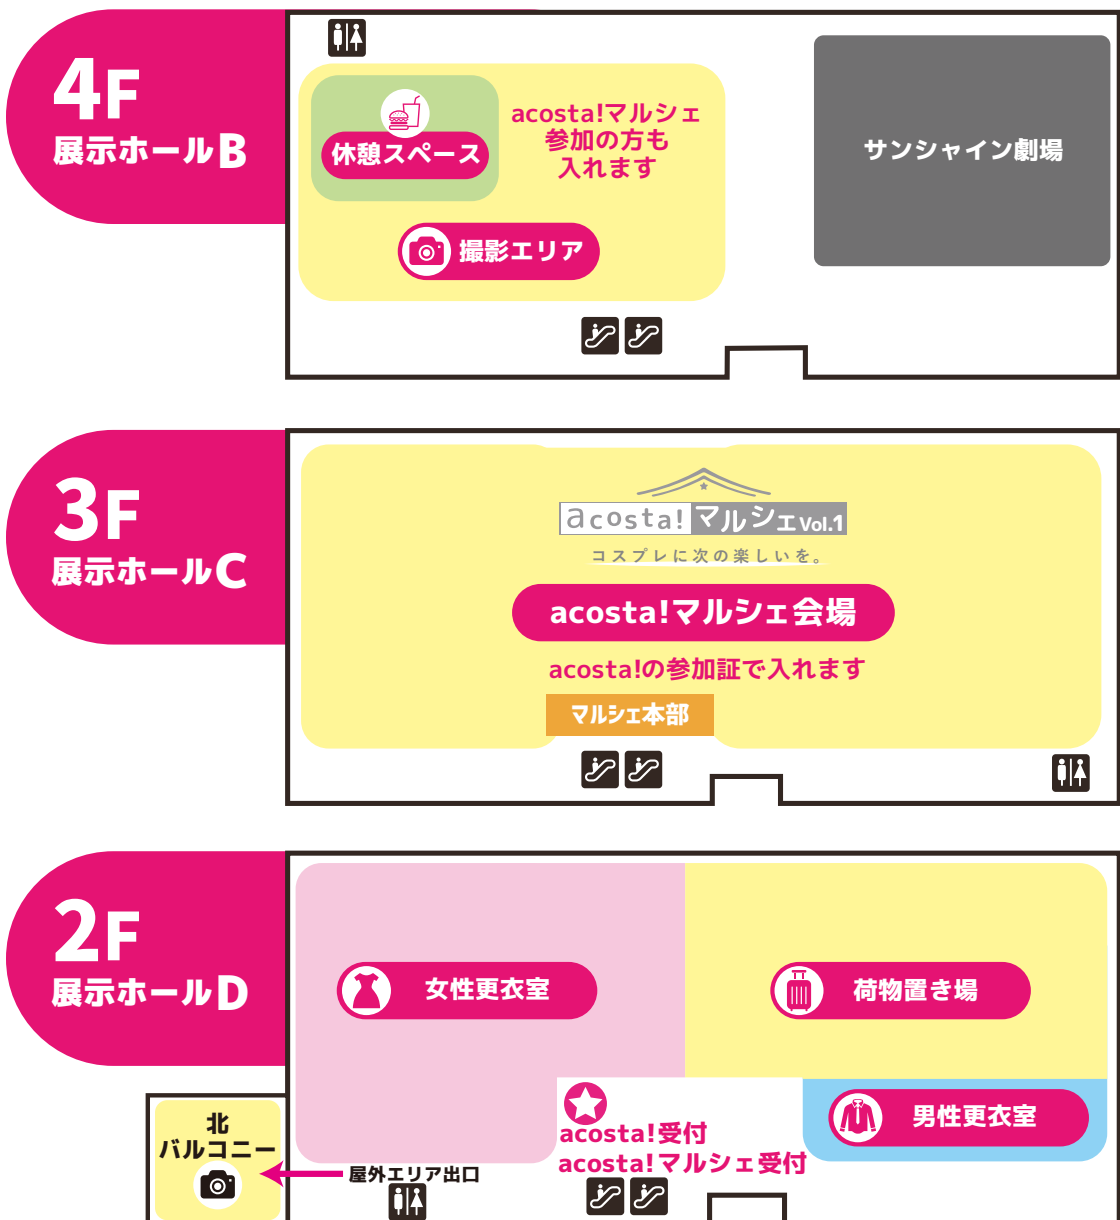 4F
展示ホールB
休憩スペース
acosta!マルシェ
参加の方も
入れます
撮影エリア
サンシャイン劇場
3F
展示ホールC
acosta!マルシェVol.1
コスプレに次の楽しいを。
acosta!マルシェ会場
acosta!の参加証で入れます
マルシェ本部
2F
展示ホールD
女性更衣室
荷物置き場
男性更衣室
acosta!受付
acosta!マルシェ受付
北
バルコニー
屋外エリア出口